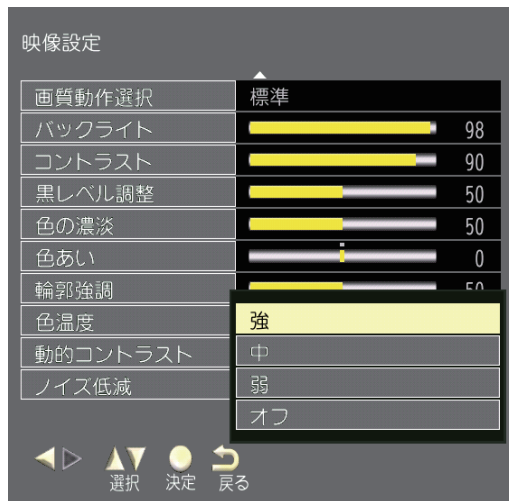 映像設定
画質動作選択 標準
バックライト 98
コントラスト 90
黒レベル調整 50
色の濃淡 50
色あい 0
輪郭強調 50
色温度 強
動的コントラスト 中
ノイズ低減 弱
オフ
選択 決定 戻る